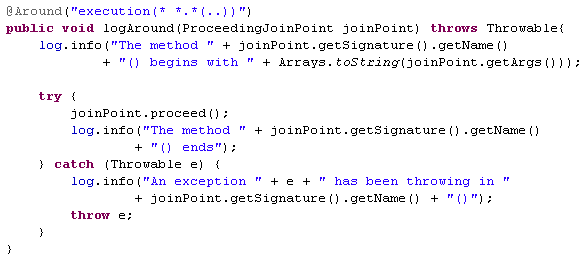 @Around("execution(* *.*(..))")
public void logAround(ProceedingJoinPoint joinPoint) throws Throwable{
log.info("The method " + joinPoint.getSignature().getName()
+ "() begins with " + Arrays.toString(joinPoint.getArgs()));
try {
joinPoint.proceed();
log.info("The method " + joinPoint.getSignature().getName()
+ "() ends");
} catch (Throwable e) {
log.info("An exception " + e + " has been throwing in "
+ joinPoint.getSignature().getName() + "()");
throw e;
}
}